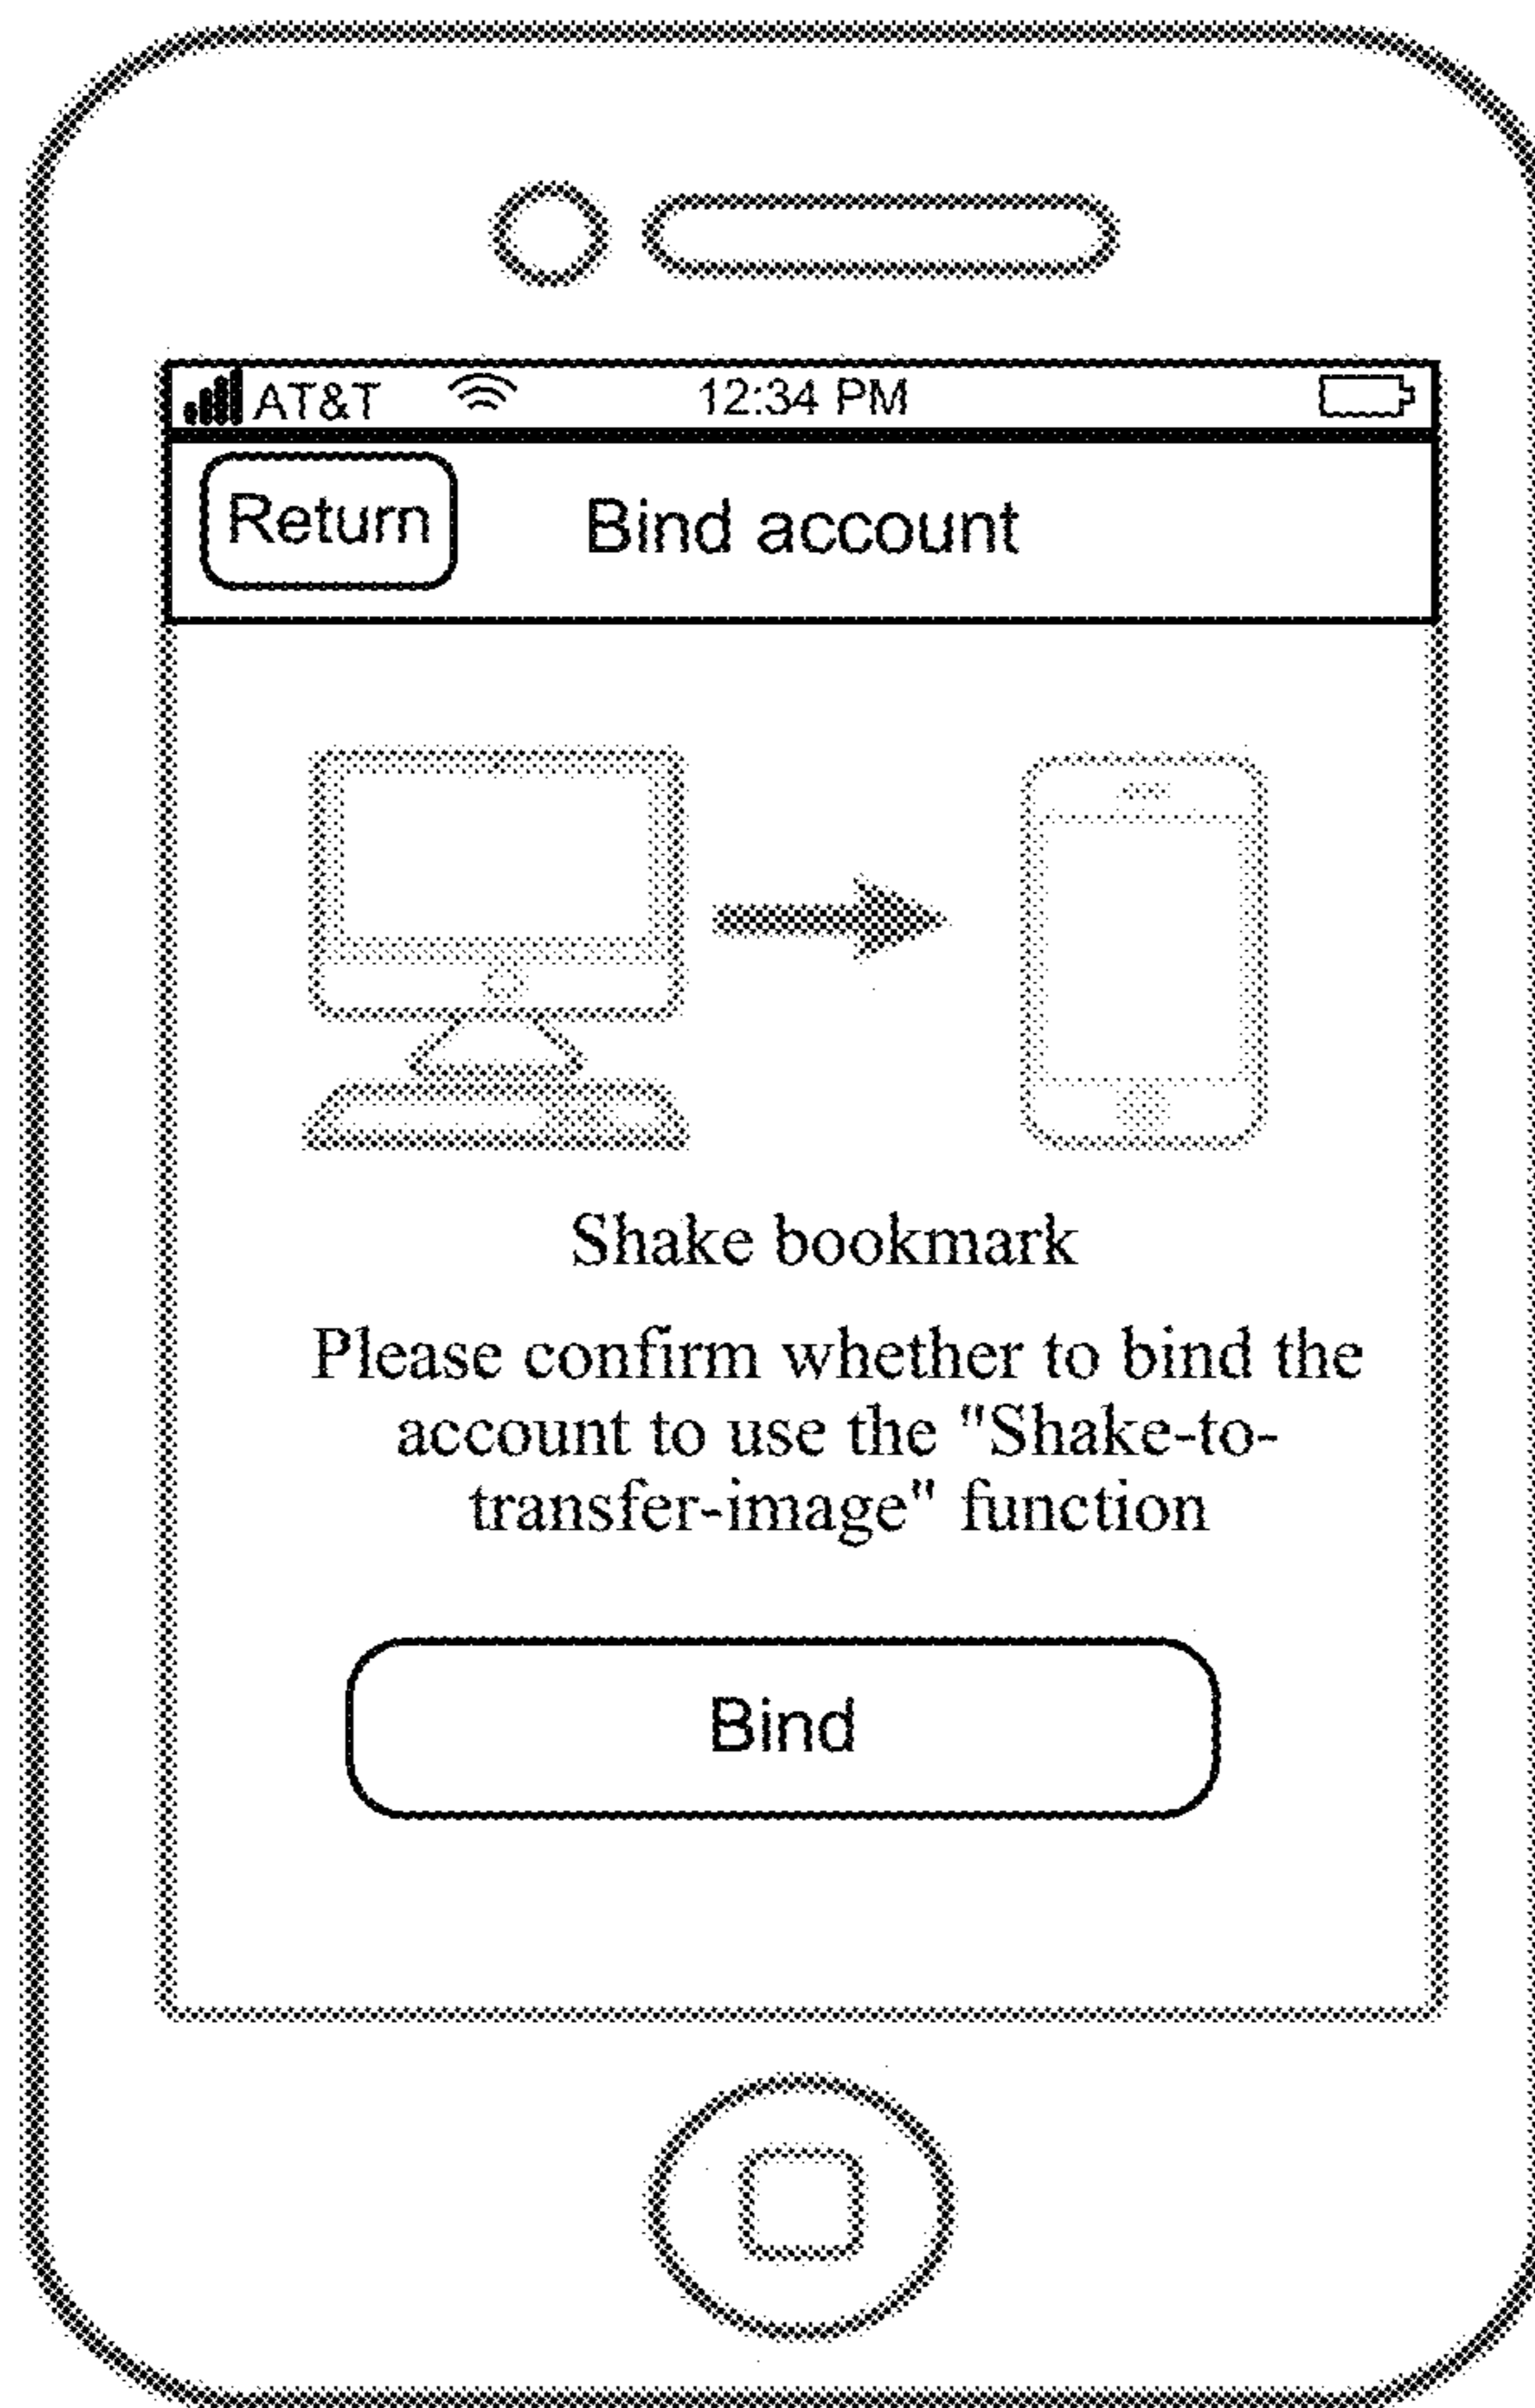 AT&T 12:34 PM
Return Bind account
Shake bookmark
Please confirm whether to bind the
account to use the "Shake-to-
transfer-image" function
Bind